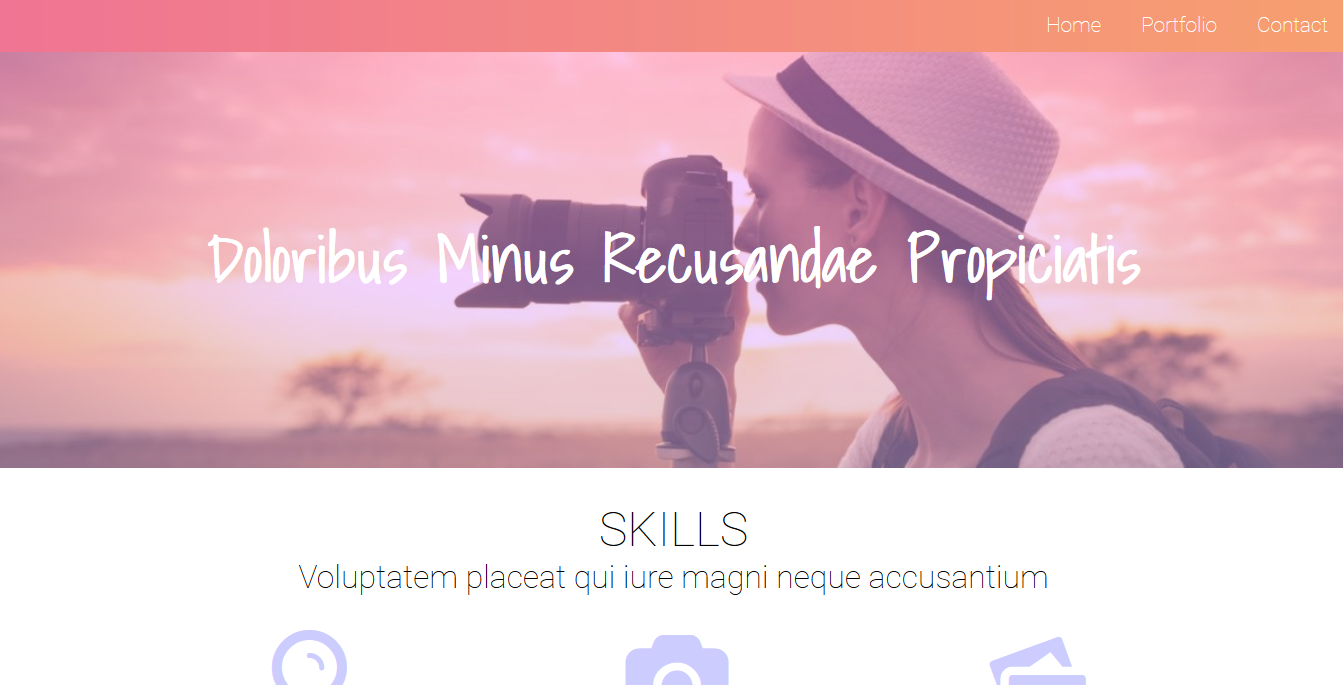 Home Portfolio Contact
Doloribus Minus Recusandae Propiciatis
SKILLS
Voluptatem placeat qui iure magni neque accusantium